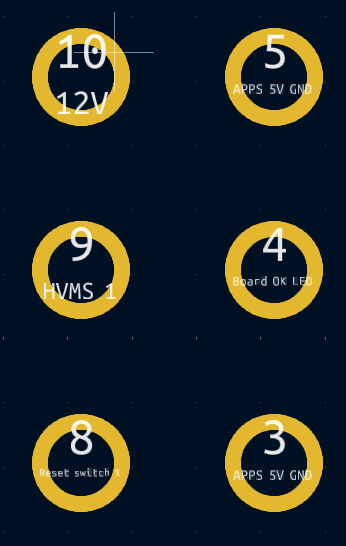 10
12V
5
APPS 5V GND
9
HVMS 1
4
Board OK LED
8
Reset switch 1
3
APPS 5V GND